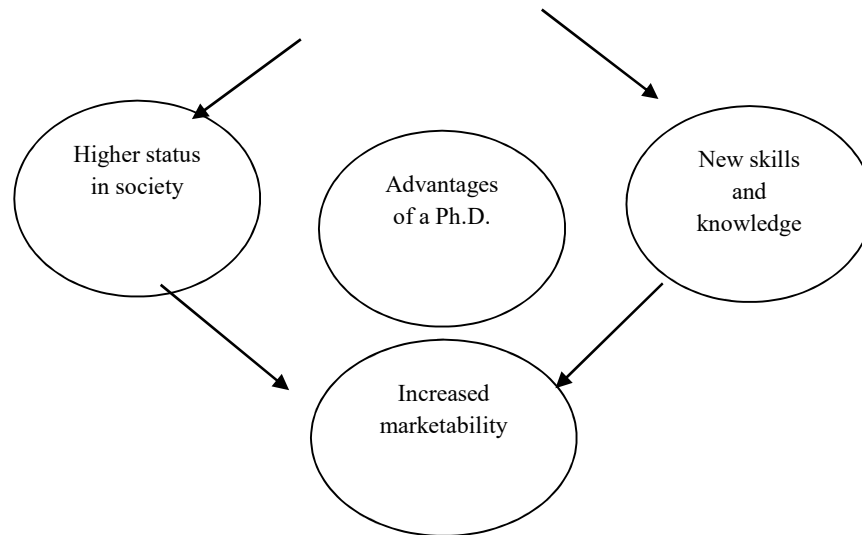 Higher status
in society
Advantages
of a Ph.D.
New skills
and
knowledge
Increased
marketability